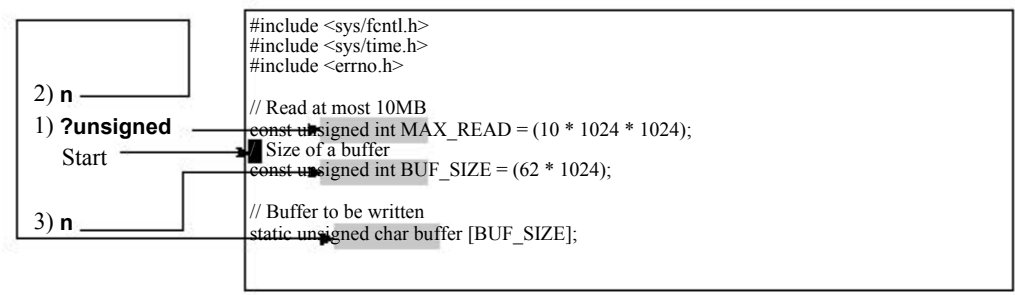 #include <sys/fcntl.h>
#include <sys/time.h>
#include <errno.h>
2) n
// Read at most 10MB
1) ?unsigned
const unsigned int MAX_READ = (10 * 1024 * 1024);
Start
/ Size of a buffer
const unsigned int BUF_SIZE = (62 * 1024);
3) n
// Buffer to be written
static unsigned char buffer [BUF_SIZE];